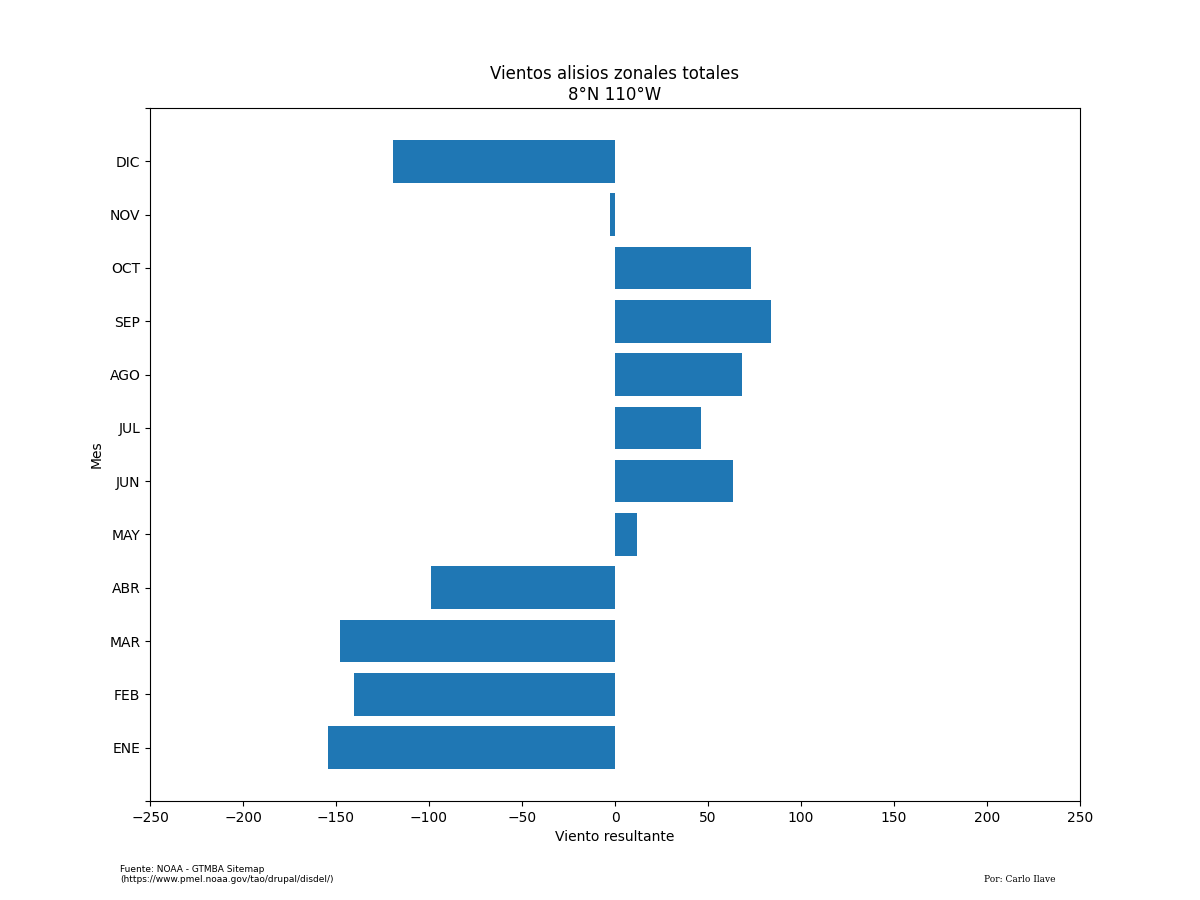 Vientos alisios zonales totales
8°N 110°W
DIC
NOV
OCT
SEP
AGO
JUL
JUN
MAY
ABR
MAR
FEB
ENE
Mes
−250 −200 −150 −100 −50 0 50 100 150 200 250
Viento resultante
Fuente: NOAA - GTMBA Sitemap
(https://www.pmel.noaa.gov/tao/drupal/disdel/)
Por: Carlo Ilave